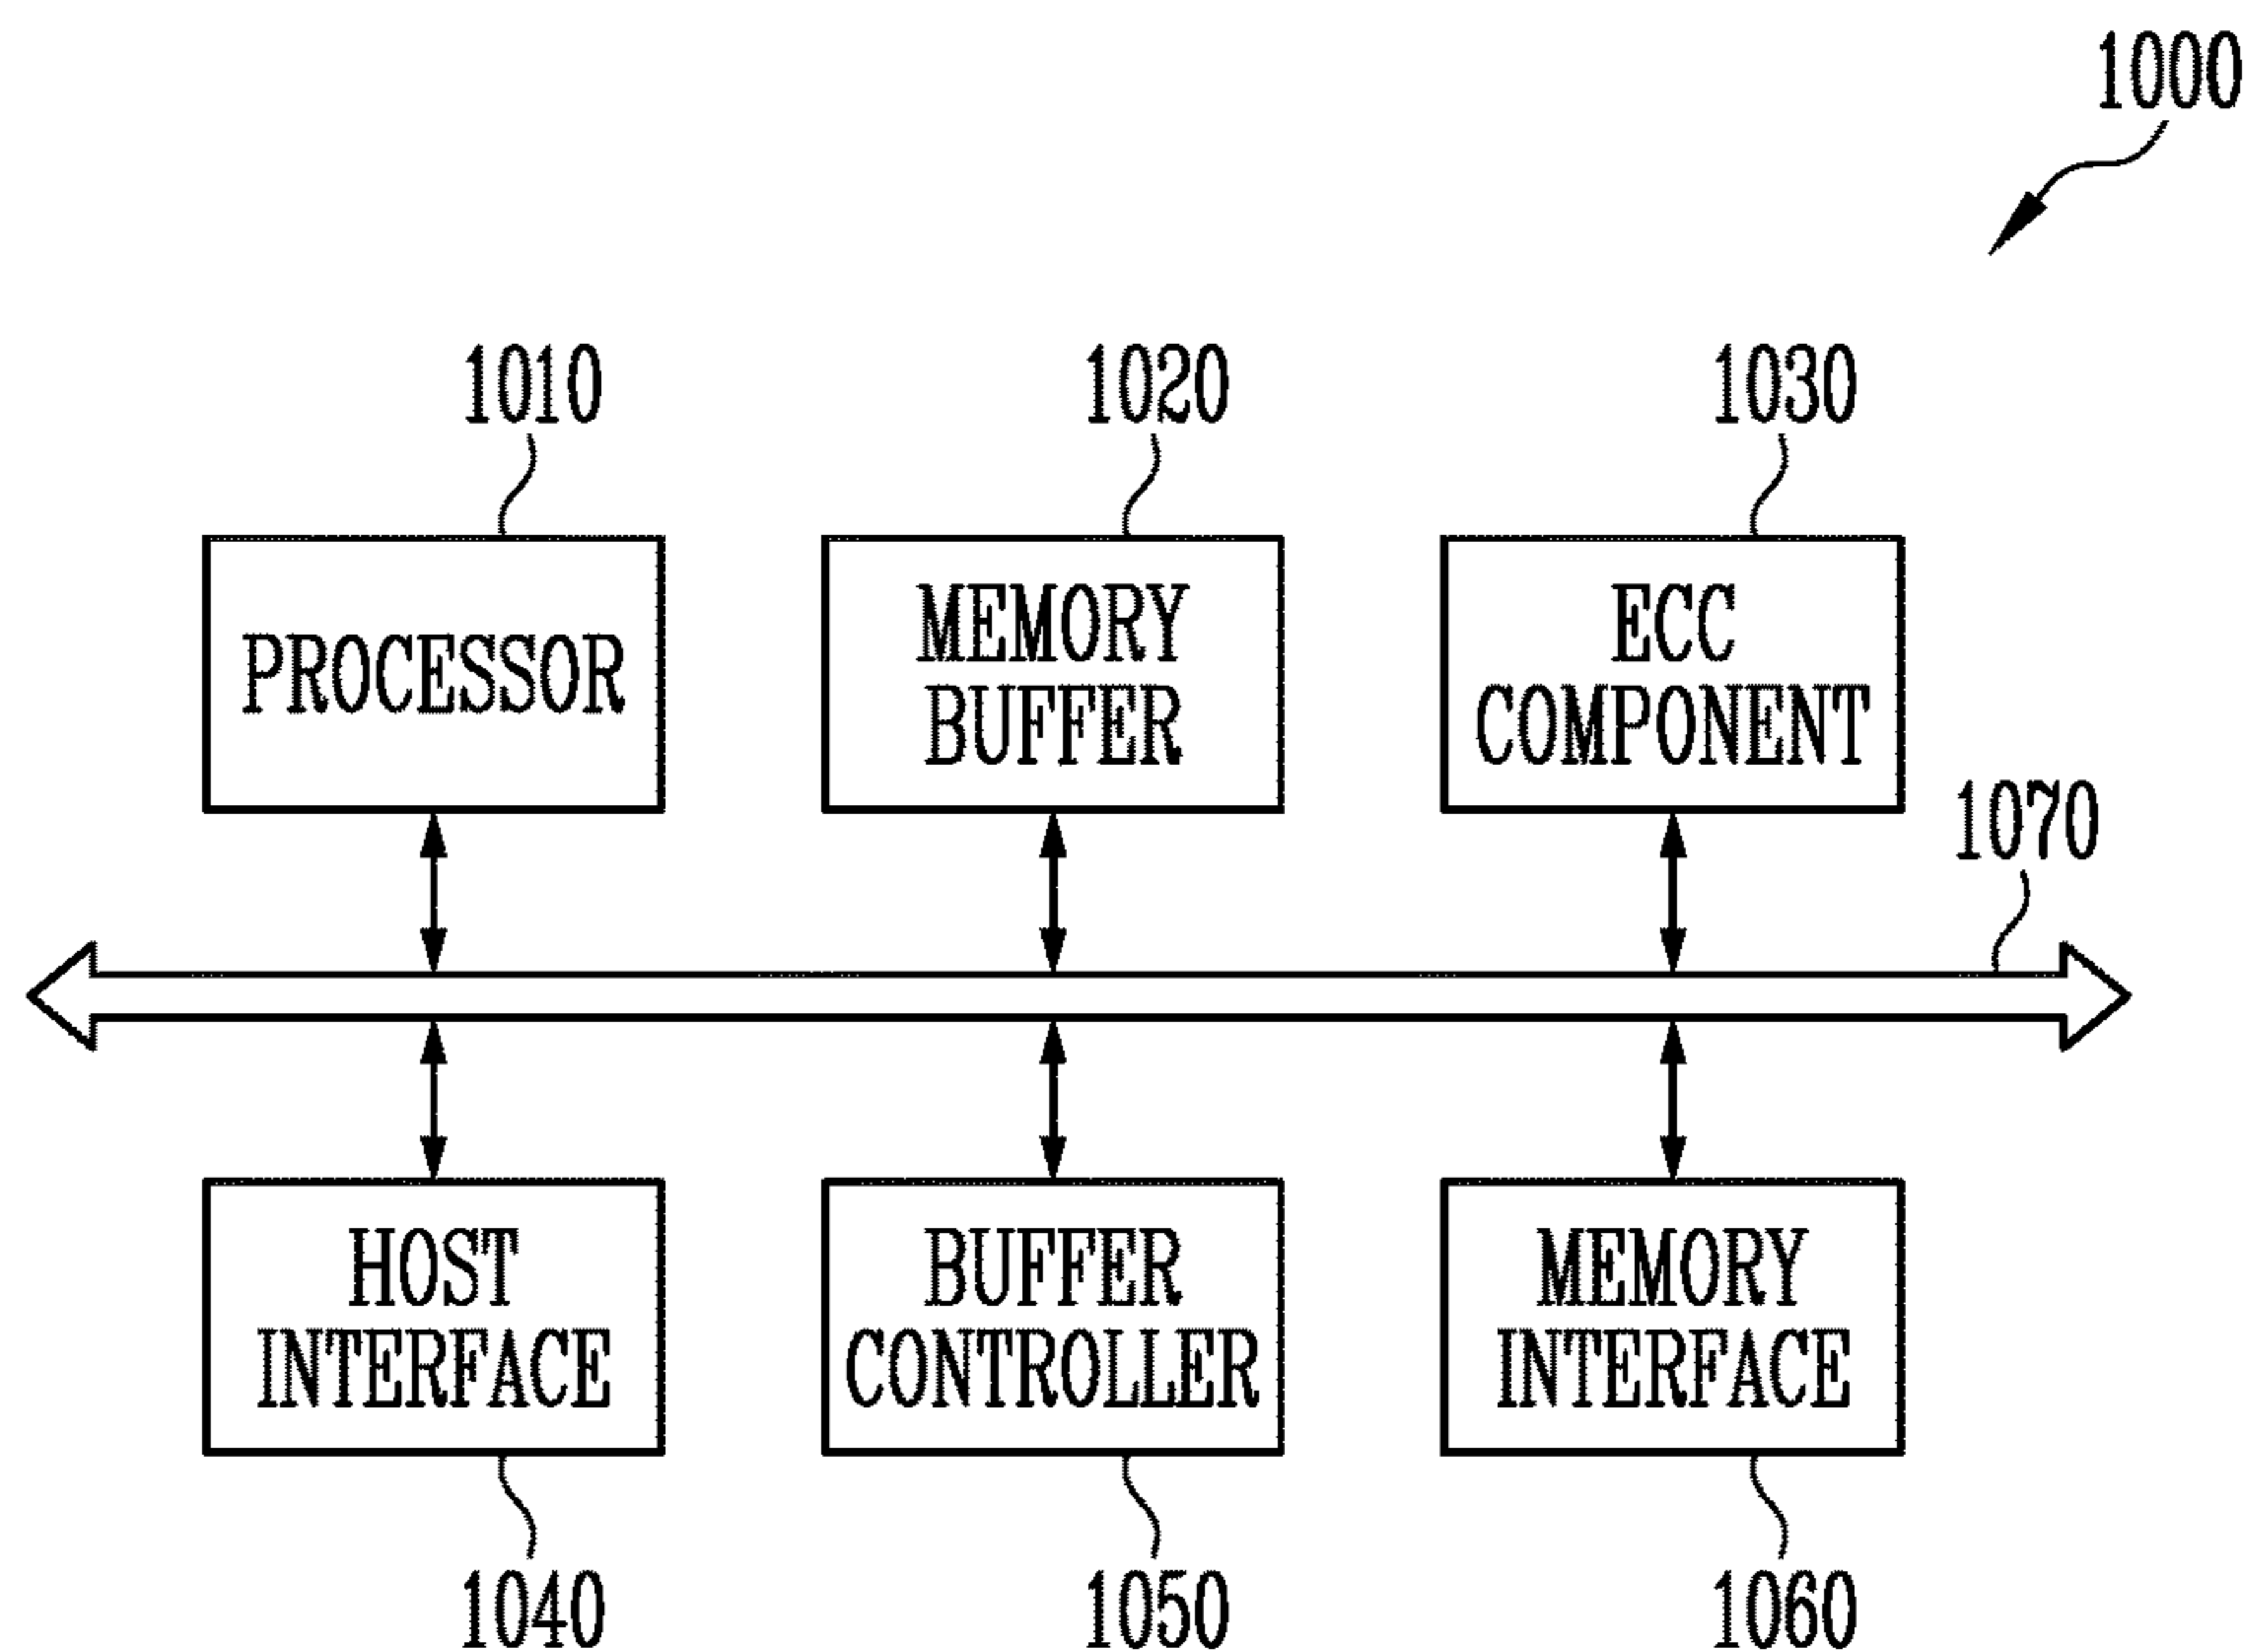 1000
1010
1020
1030
PROCESSOR
MEMORY
BUFFER
ECC
COMPONENT
1070
HOST
INTERFACE
BUFFER
CONTROLLER
MEMORY
INTERFACE
1040
1050
1060